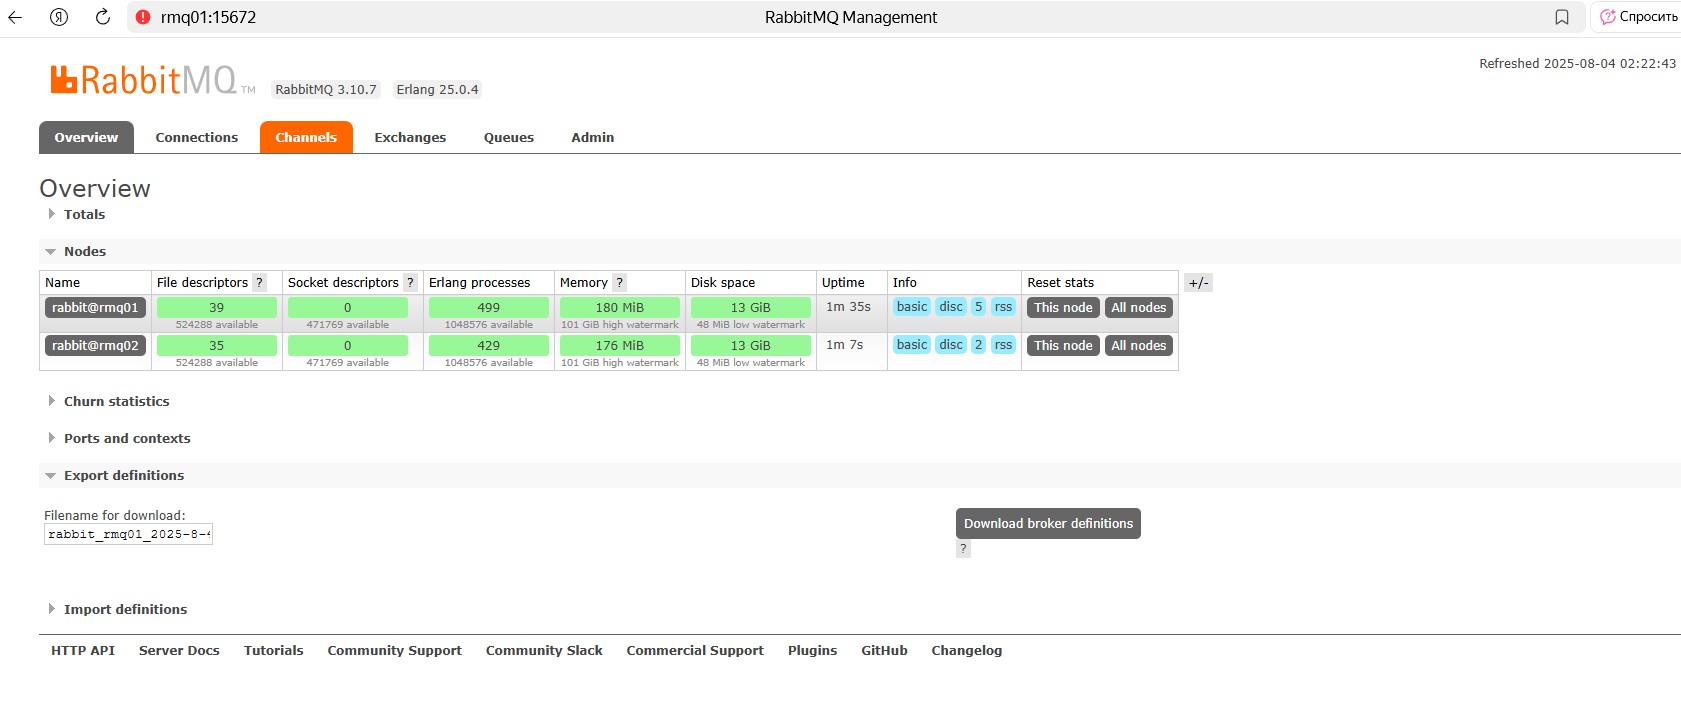 rmq01:15672
RabbitMQ Management
Спросить
RabbitMQ TM
RabbitMQ 3.10.7
Erlang 25.0.4
Refreshed 2025-08-04 02:22:43
Overview Connections Channels Exchanges Queues Admin
Overview
Totals
Nodes
Name File descriptors ? Socket descriptors ? Erlang processes Memory ? Disk space Uptime Info Reset stats +/-
rabbit@rmq01 39 0 499 180 MiB 13 GiB 1m 35s basic disc 5 rss This node All nodes
524288 available 471769 available 1048576 available 101 GiB high watermark 48 MiB low watermark
rabbit@rmq02 35 0 429 176 MiB 13 GiB 1m 7s basic disc 2 rss This node All nodes
524288 available 471769 available 1048576 available 101 GiB high watermark 48 MiB low watermark
Churn statistics
Ports and contexts
Export definitions
Filename for download:
rabbit_rmq01_2025-8-4
Download broker definitions
?
Import definitions
HTTP API Server Docs Tutorials Community Support Community Slack Commercial Support Plugins GitHub Changelog